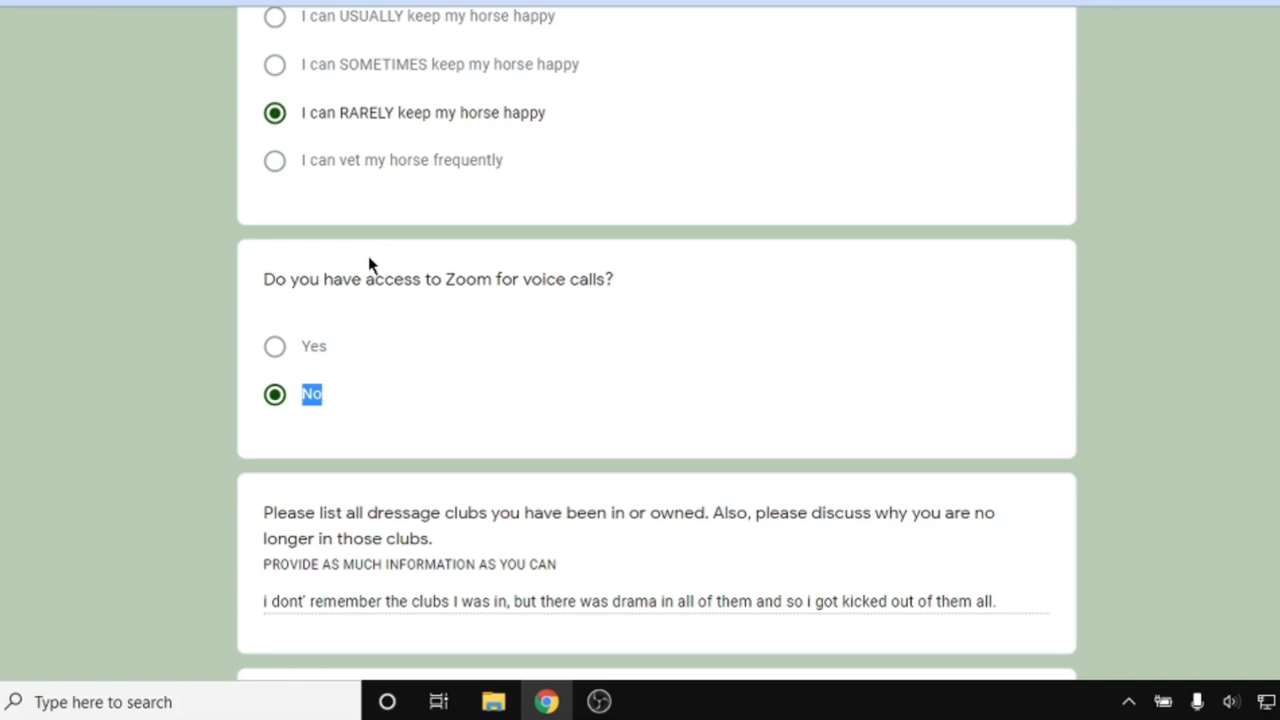 I can USUALLY keep my horse happy
I can SOMETIMES keep my horse happy
I can RARELY keep my horse happy
I can vet my horse frequently
Do you have access to Zoom for voice calls?
Yes
No
Please list all dressage clubs you have been in or owned. Also, please discuss why you are no
longer in those clubs.
PROVIDE AS MUCH INFORMATION AS YOU CAN
i dont' remember the clubs I was in, but there was drama in all of them and so i got kicked out of them all.
Type here to search